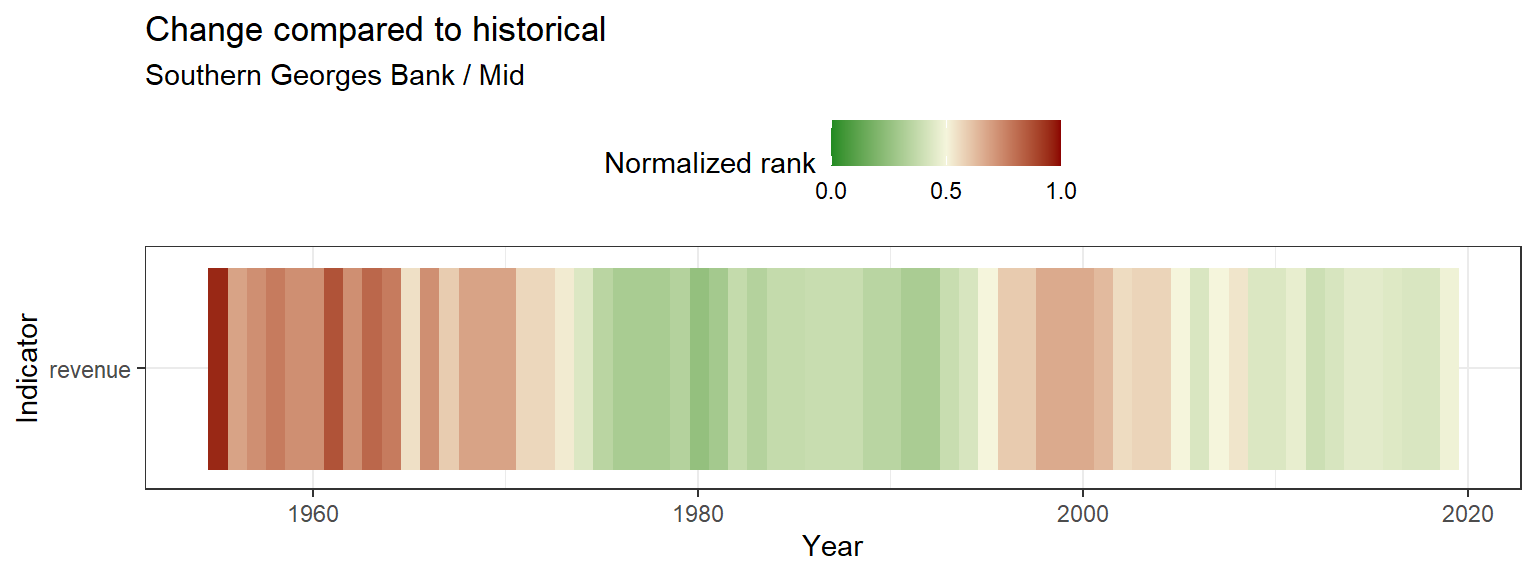 Change compared to historical
Southern Georges Bank / Mid
Normalized rank
0.0 0.5 1.0
Indicator
revenue
1960 1980 2000 2020
Year